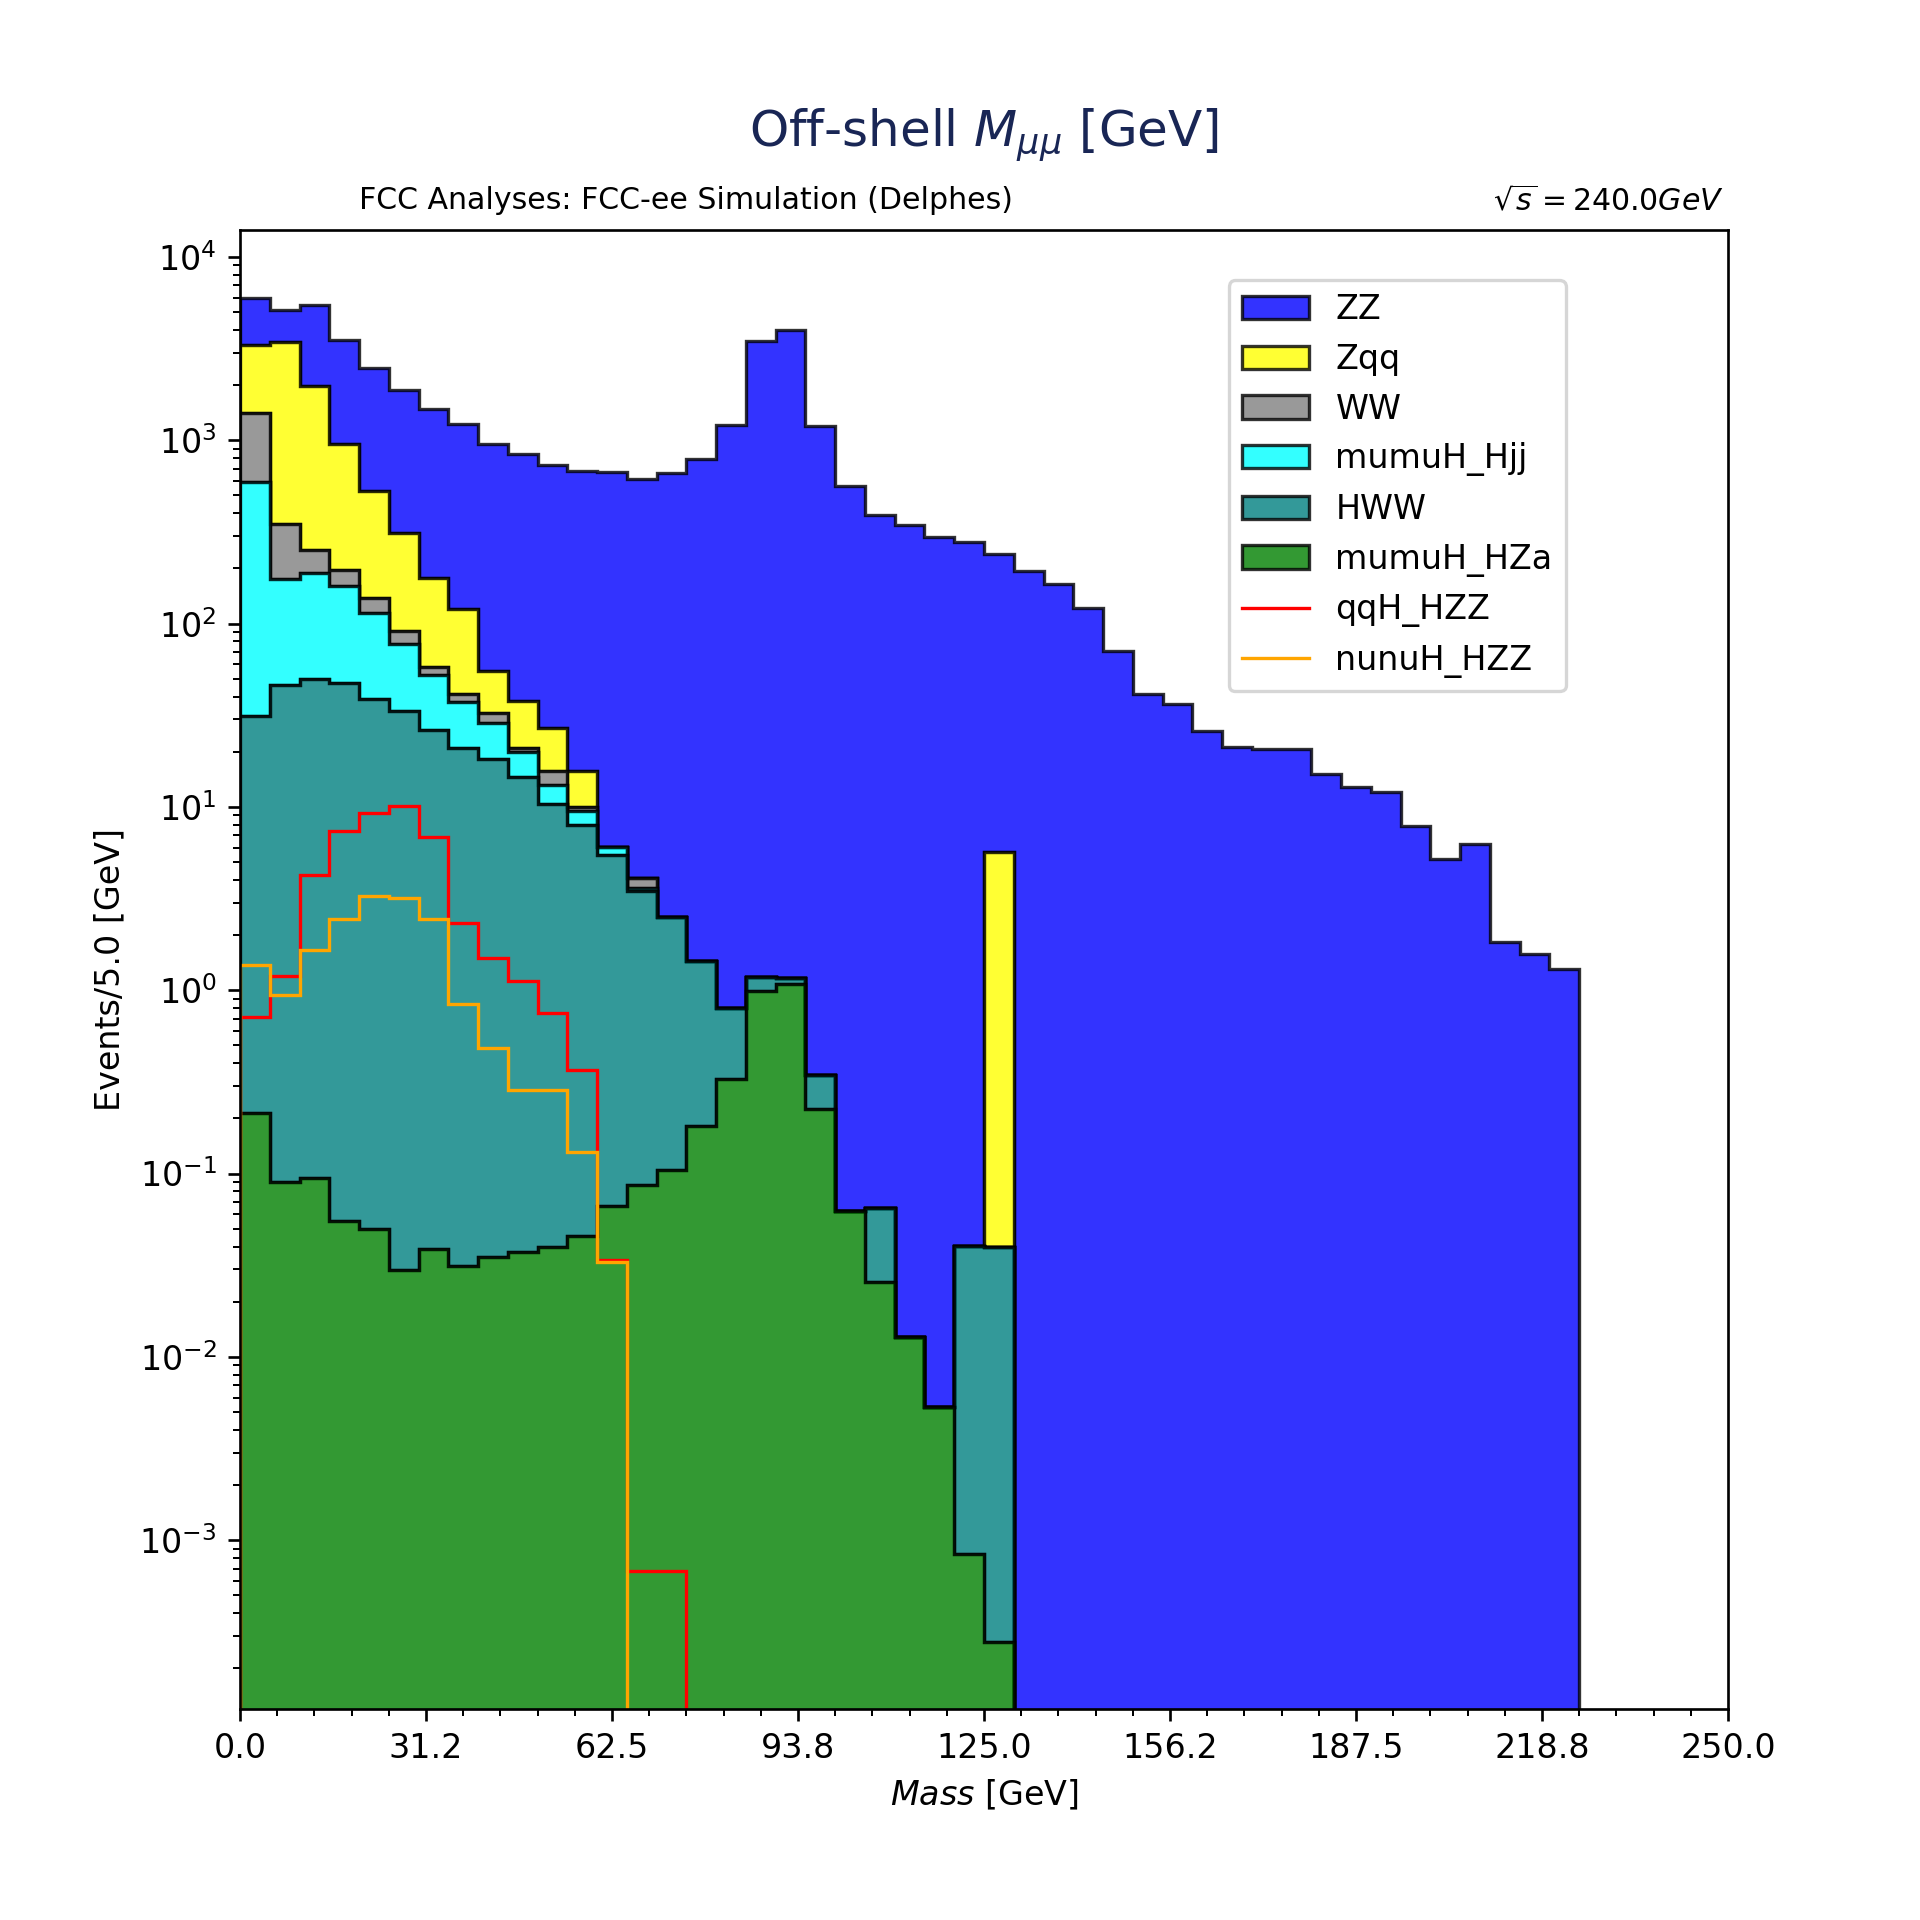 Off-shell $M_{\mu\mu}$ [GeV]
FCC Analyses: FCC-ee Simulation (Delphes)
$\sqrt{s} = 240.0GeV$
ZZ
Zqq
WW
mumuH_Hjj
HWW
mumuH_HZa
qqH_HZZ
nunuH_HZZ
Events/5.0 [GeV]
$10^{4}$
$10^{3}$
$10^{2}$
$10^{1}$
$10^{0}$
$10^{-1}$
$10^{-2}$
$10^{-3}$
0.0 31.2 62.5 93.8 125.0 156.2 187.5 218.8 250.0
Mass [GeV]